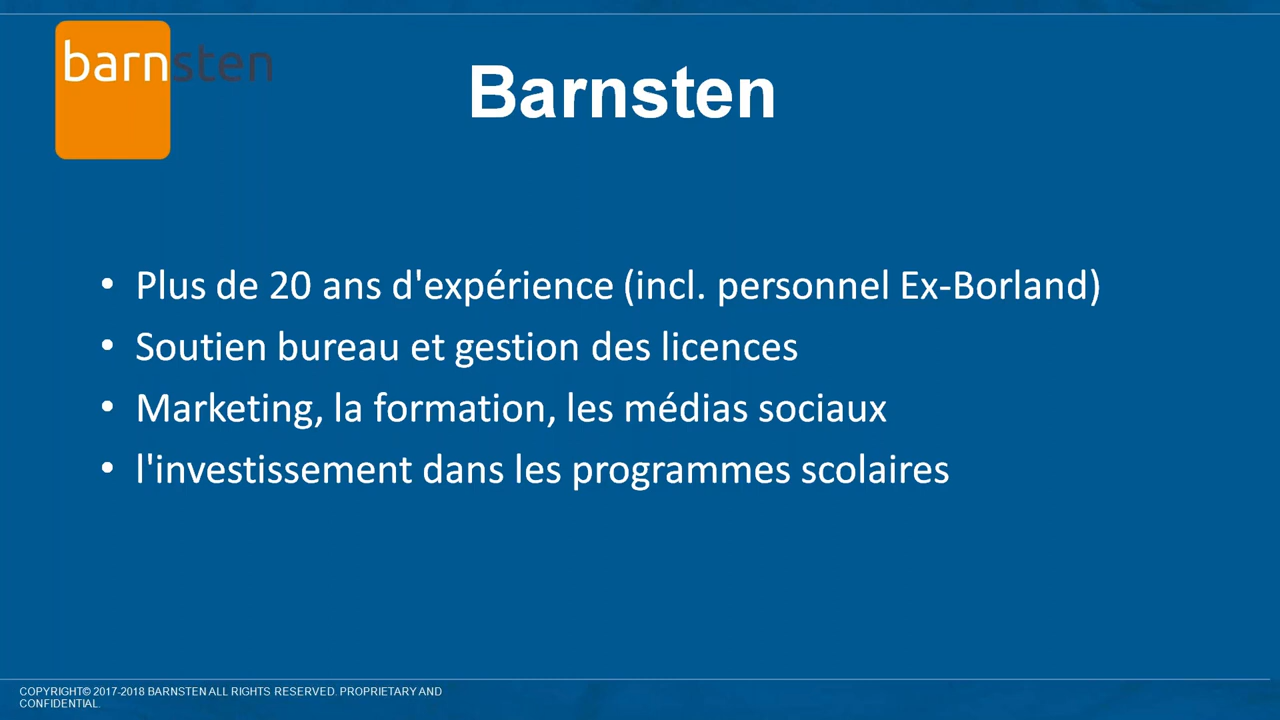 barnsten
Barnsten
• Plus de 20 ans d'expérience (incl. personnel Ex-Borland)
• Soutien bureau et gestion des licences
• Marketing, la formation, les médias sociaux
• l'investissement dans les programmes scolaires
COPYRIGHT© 2017-2018 BARNSTEN ALL RIGHTS RESERVED. PROPRIETARY AND
CONFIDENTIAL.